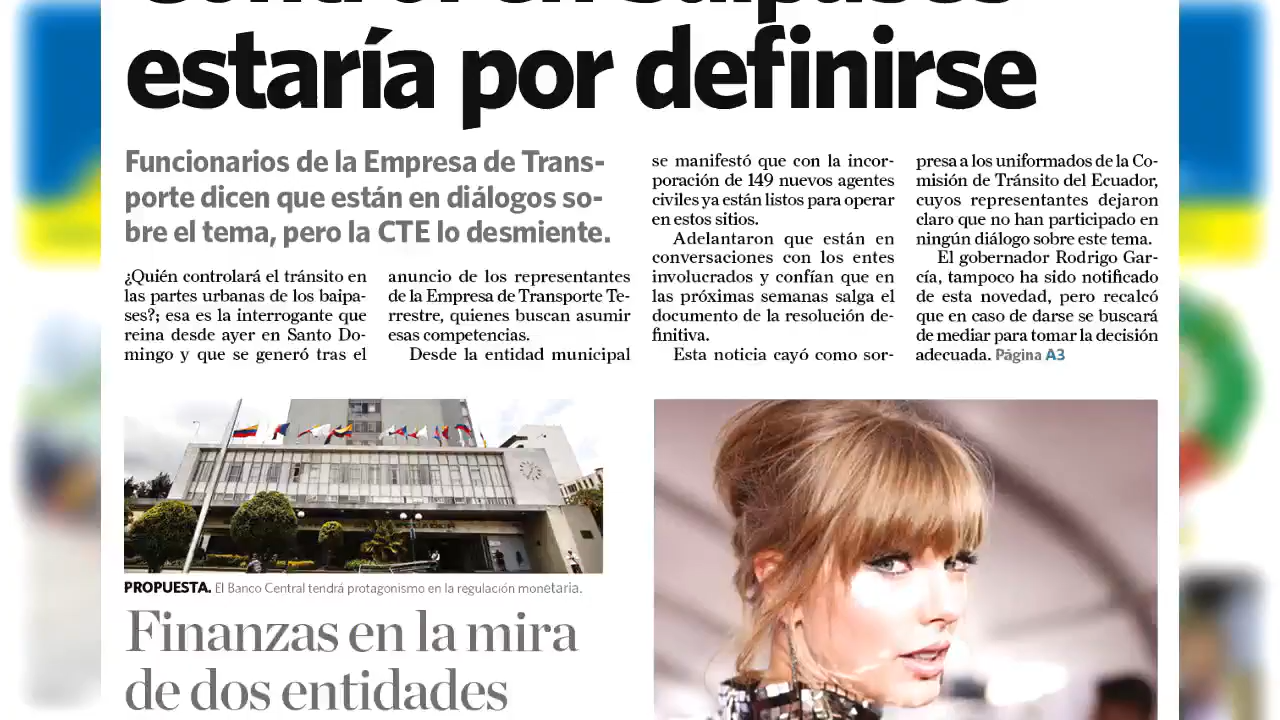 estaría por definirse
Funcionarios de la Empresa de Trans-
porte dicen que están en diálogos so-
bre el tema, pero la CTE lo desmiente.
¿Quién controlará el tránsito en
las partes urbanas de los baipa-
ses?; esa es la interrogante que
reina desde ayer en Santo Do-
mingo y que se generó tras el
anuncio de los representantes
de la Empresa de Transporte Te-
rrestre, quienes buscan asumir
esas competencias.
Desde la entidad municipal
se manifestó que con la incor-
poración de 149 nuevos agentes
civiles ya están listos para operar
en estos sitios.
Adelantaron que están en
conversaciones con los entes
involucrados y confían que en
las próximas semanas salga el
documento de la resolución de-
finitiva.
Esta noticia cayó como sor-
presa a los uniformados de la Co-
misión de Tránsito del Ecuador,
cuyos representantes dejaron
claro que no han participado en
ningún diálogo sobre este tema.
El gobernador Rodrigo Gar-
cía, tampoco ha sido notificado
de esta novedad, pero recalcó
que en caso de darse se buscará
de mediar para tomar la decisión
adecuada. Página A3
PROPUESTA. El Banco Central tendrá protagonismo en la regulación monetaria.
Finanzas en la mira
de dos entidades